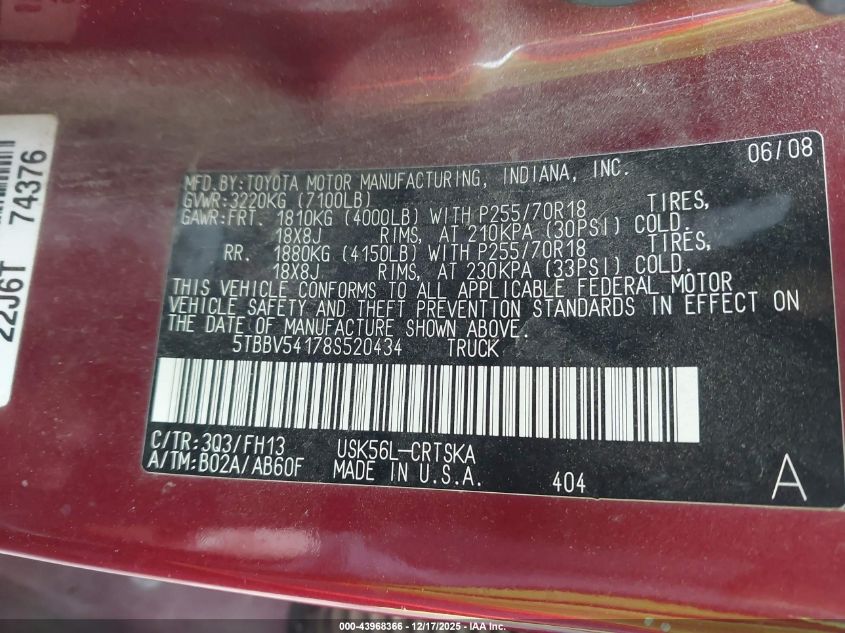 22J6T 74376
06/08
MFD.BY:TOYOTA MOTOR MANUFACTURING, INDIANA, INC.
GVWR:3220KG (7100LB)
GAWR:FRT. 1810KG (4000LB) WITH P255/70R18 TIRES,
18X8J RIMS, AT 210KPA (30PSI) COLD.
RR. 1880KG (4150LB) WITH P255/70R18 TIRES,
18X8J RIMS, AT 230KPA (33PSI) COLD.
THIS VEHICLE CONFORMS TO ALL APPLICABLE FEDERAL MOTOR
VEHICLE SAFETY AND THEFT PREVENTION STANDARDS IN EFFECT ON
THE DATE OF MANUFACTURE SHOWN ABOVE.
5TBBV54178S520434 TRUCK
C/TR:3Q3/FH13 USK56L-CRTSKA
A/TM:B02A/AB60F MADE IN U.S.A. 404 A
000-43968366 - 12/17/2025 - IAA Inc.